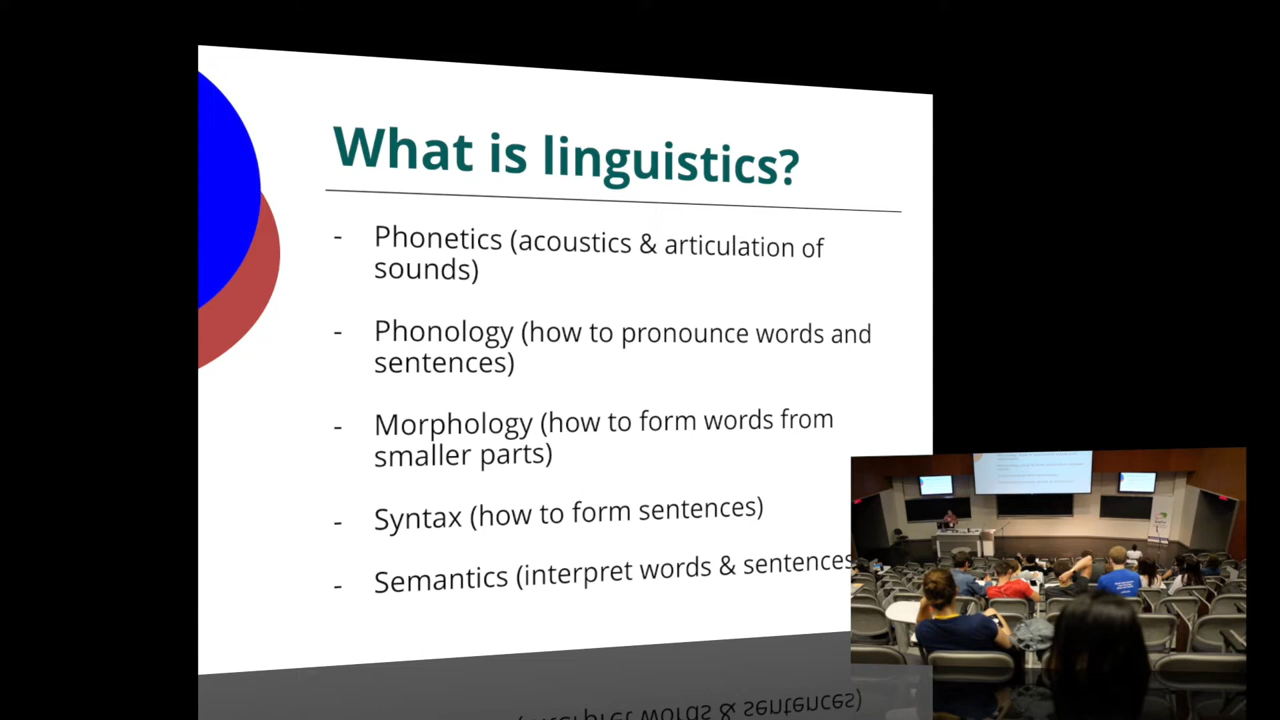 What is linguistics?
- Phonetics (acoustics & articulation of
sounds)
- Phonology (how to pronounce words and
sentences)
- Morphology (how to form words from
smaller parts)
- Syntax (how to form sentences)
- Semantics (interpret words & sentences